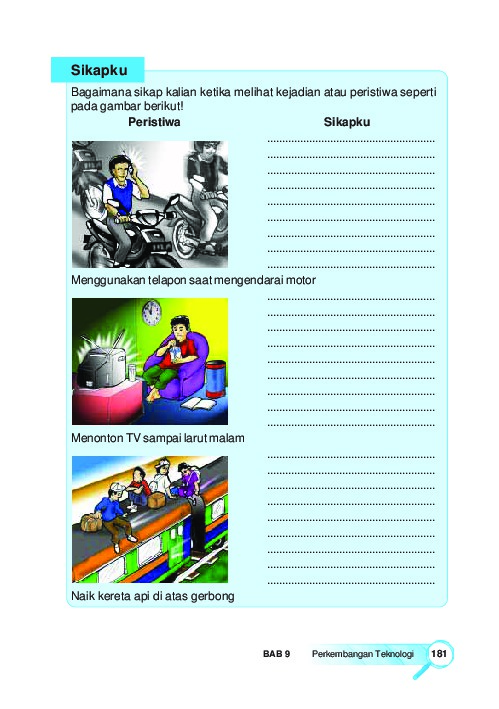 Sikapku
Bagaimana sikap kalian ketika melihat kejadian atau peristiwa seperti
pada gambar berikut!
Peristiwa Sikapku
Menggunakan telapon saat mengendarai motor
Menonton TV sampai larut malam
Naik kereta api di atas gerbong
BAB 9 Perkembangan Teknologi 181